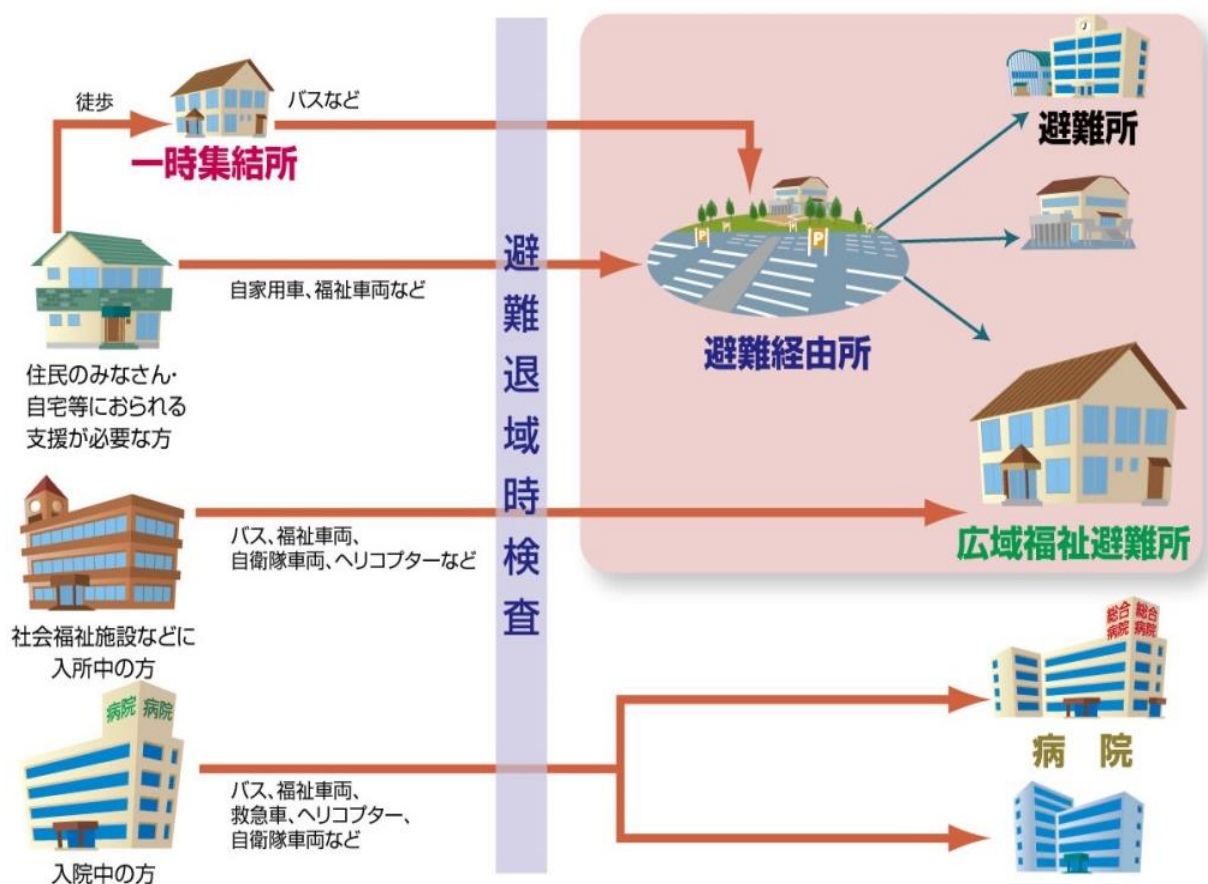 徒歩
バスなど
一時集結所
自家用車、福祉車両など
住民のみなさん・
自宅等におられる
支援が必要な方
避難退域時検査
避難所
P
P
避難経由所
バス、福祉車両、
自衛隊車両、ヘリコプターなど
広域福祉避難所
社会福祉施設などに
入所中の方
総合 総合
病院 病院
病院 病院
病 院
バス、福祉車両、
救急車、ヘリコプター、
自衛隊車両など
入院中の方